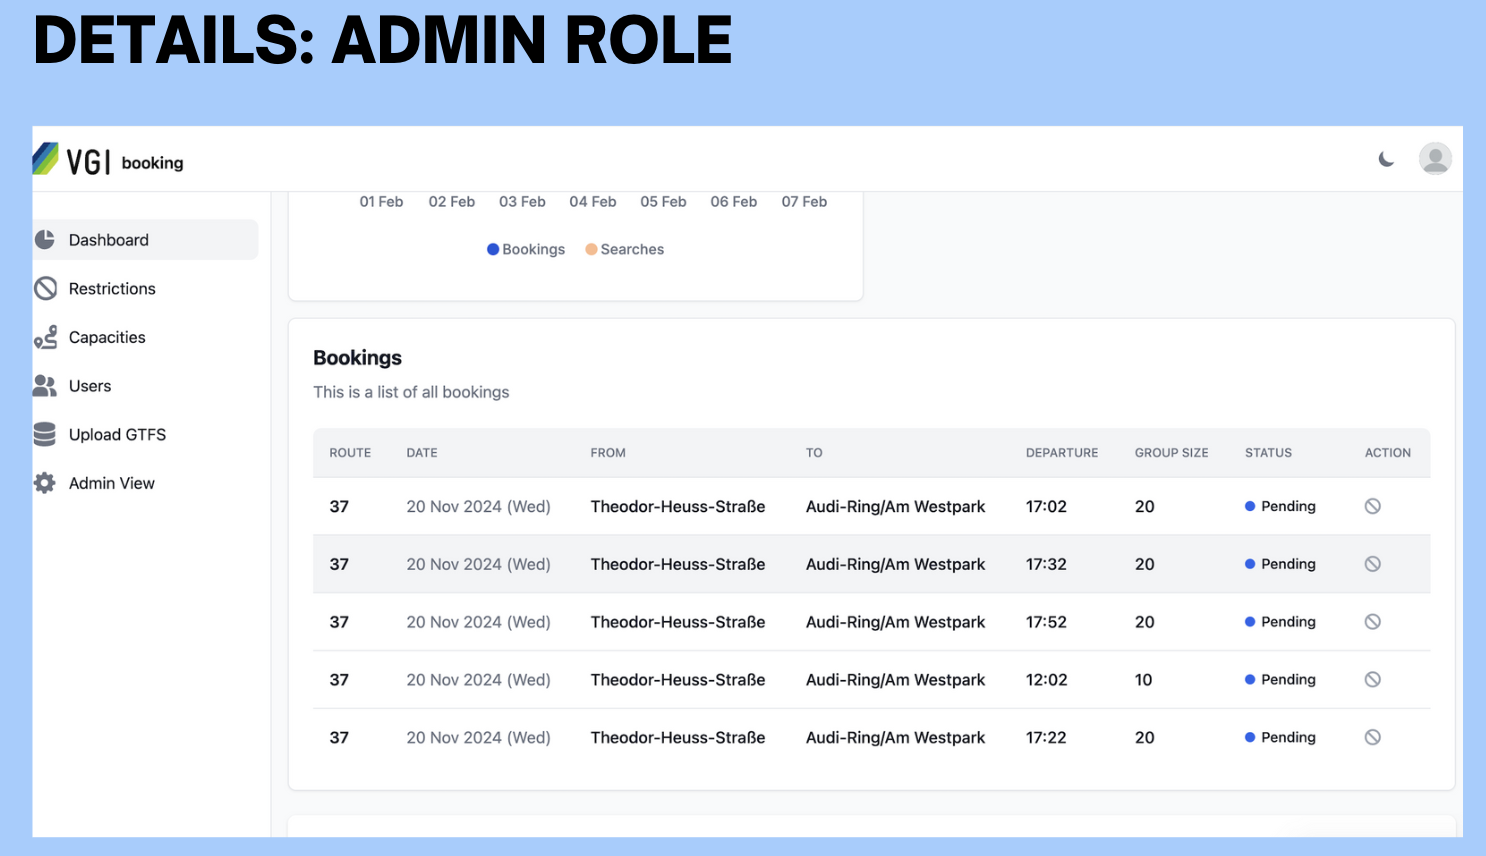 DETAILS: ADMIN ROLE
VGI booking
01 Feb 02 Feb 03 Feb 04 Feb 05 Feb 06 Feb 07 Feb
Bookings Searches
Dashboard
Restrictions
Capacities
Users
Upload GTFS
Admin View
Bookings
This is a list of all bookings
ROUTE DATE FROM TO DEPARTURE GROUP SIZE STATUS ACTION
37 20 Nov 2024 (Wed) Theodor-Heuss-Straße Audi-Ring/Am Westpark 17:02 20 Pending
37 20 Nov 2024 (Wed) Theodor-Heuss-Straße Audi-Ring/Am Westpark 17:32 20 Pending
37 20 Nov 2024 (Wed) Theodor-Heuss-Straße Audi-Ring/Am Westpark 17:52 20 Pending
37 20 Nov 2024 (Wed) Theodor-Heuss-Straße Audi-Ring/Am Westpark 12:02 10 Pending
37 20 Nov 2024 (Wed) Theodor-Heuss-Straße Audi-Ring/Am Westpark 17:22 20 Pending